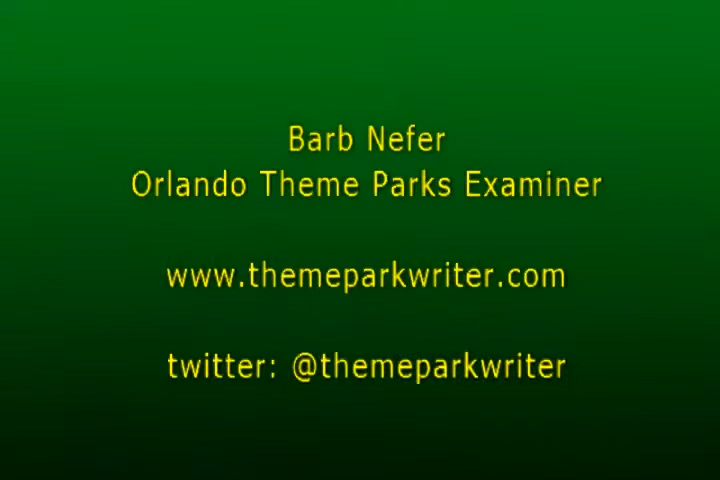 Barb Nefer
Orlando Theme Parks Examiner
www.themeparkwriter.com
twitter: @themeparkwriter